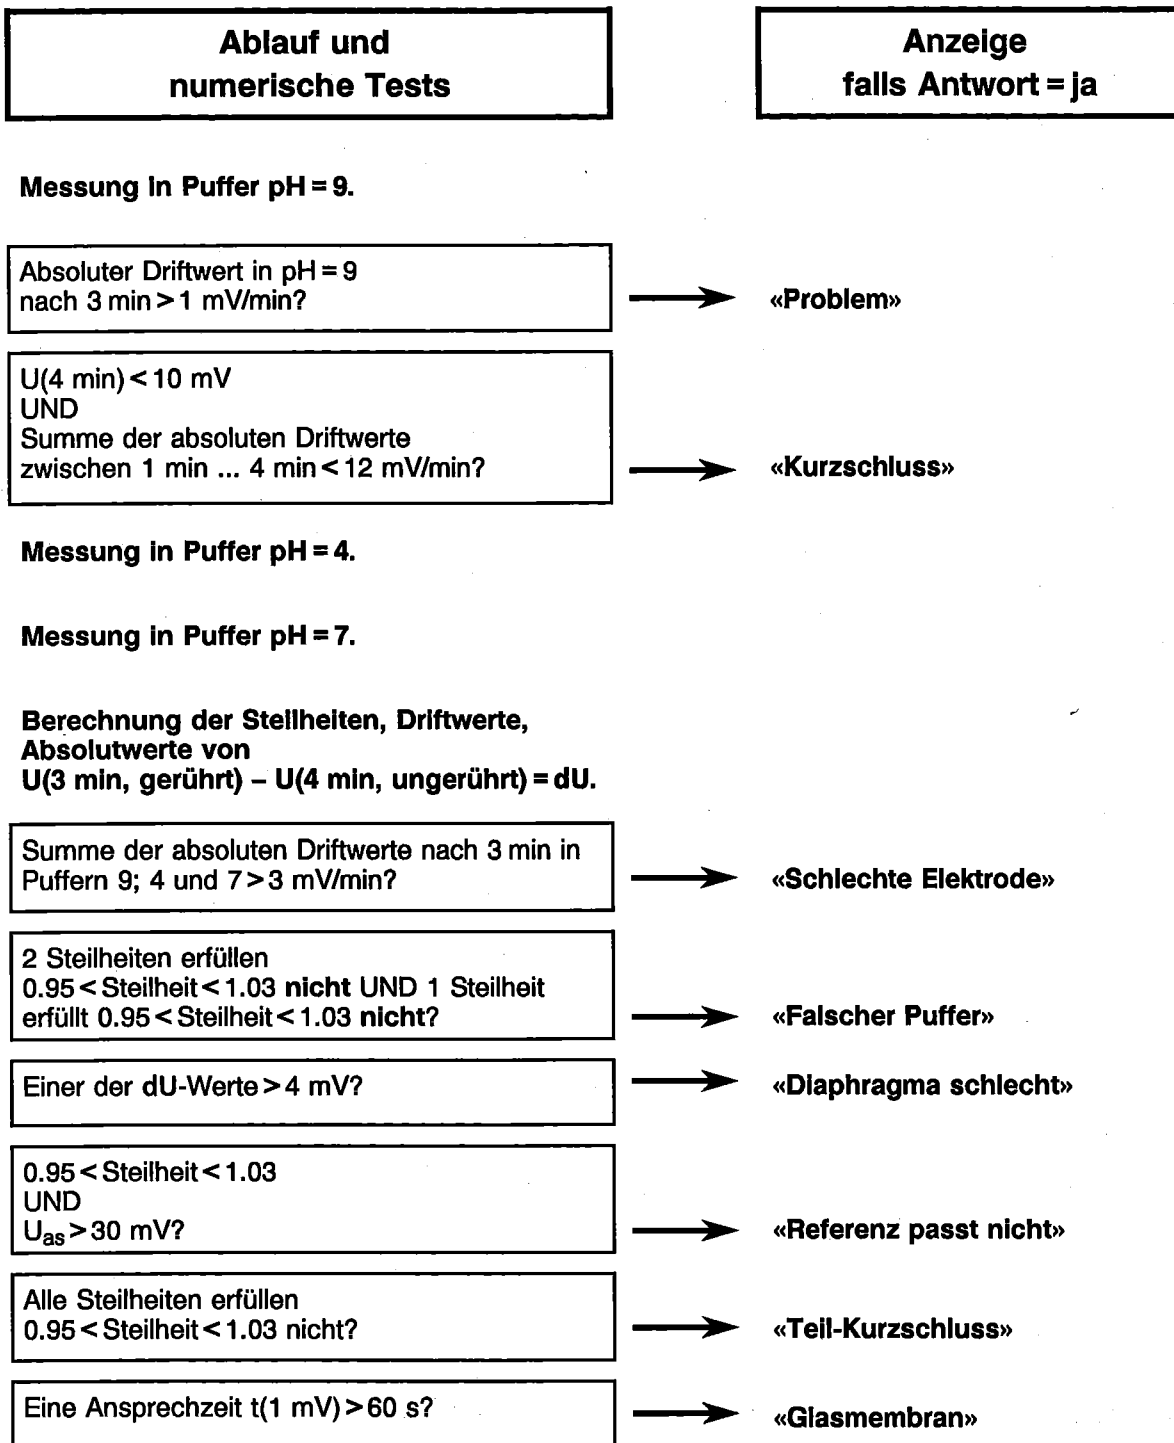 Ablauf und
numerische Tests
Anzeige
falls Antwort = ja
Messung in Puffer pH = 9.
Absoluter Driftwert in pH = 9
nach 3 min > 1 mV/min?
«Problem»
U(4 min) < 10 mV
UND
Summe der absoluten Driftwerte
zwischen 1 min ... 4 min < 12 mV/min?
«Kurzschluss»
Messung in Puffer pH = 4.
Messung in Puffer pH = 7.
Berechnung der Steilheiten, Driftwerte,
Absolutwerte von
U(3 min, gerührt) – U(4 min, ungerührt) = dU.
Summe der absoluten Driftwerte nach 3 min in
Puffern 9; 4 und 7 > 3 mV/min?
«Schlechte Elektrode»
2 Steilheiten erfüllen
0.95 < Steilheit < 1.03 nicht UND 1 Steilheit
erfüllt 0.95 < Steilheit < 1.03 nicht?
«Falscher Puffer»
Einer der dU-Werte > 4 mV?
«Diaphragma schlecht»
0.95 < Steilheit < 1.03
UND
Uas > 30 mV?
«Referenz passt nicht»
Alle Steilheiten erfüllen
0.95 < Steilheit < 1.03 nicht?
«Teil-Kurzschluss»
Eine Ansprechzeit t(1 mV) > 60 s?
«Glasmembran»